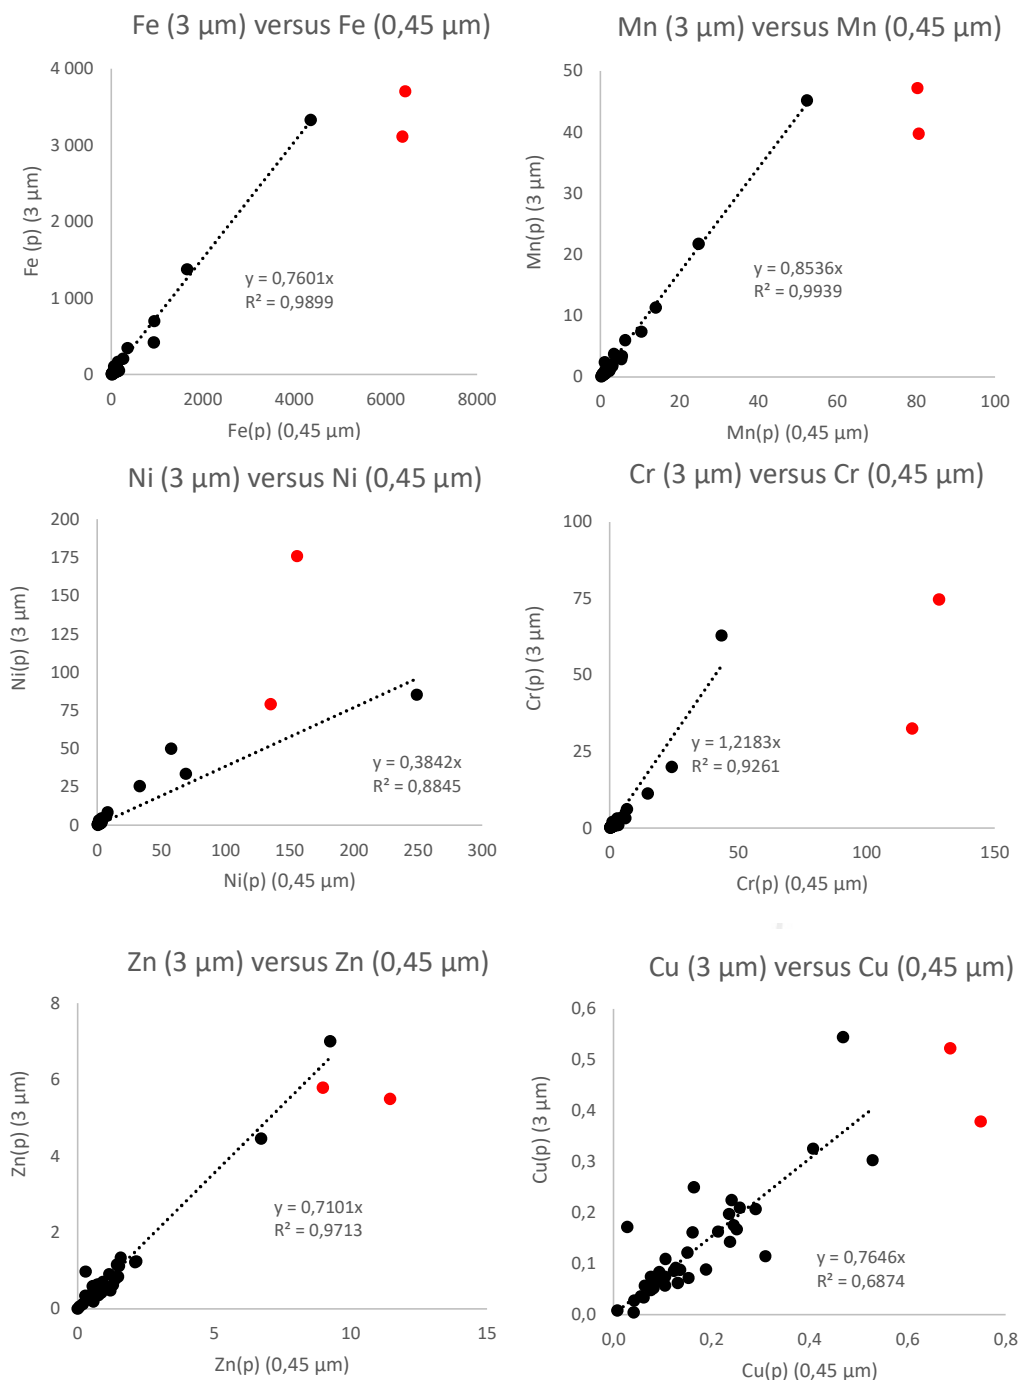 Fe (3 µm) versus Fe (0,45 µm)
4 000
3 000
2 000
1 000
0
Fe (p) (3 µm)
y = 0,7601x
R² = 0,9899
0 2000 4000 6000 8000
Fe(p) (0,45 µm)
Mn (3 µm) versus Mn (0,45 µm)
50
40
30
20
10
0
Mn(p) (3 µm)
y = 0,8536x
R² = 0,9939
0 20 40 60 80 100
Mn(p) (0,45 µm)
Ni (3 µm) versus Ni (0,45 µm)
200
175
150
125
100
75
50
25
0
Ni(p) (3 µm)
y = 0,3842x
R² = 0,8845
0 50 100 150 200 250 300
Ni(p) (0,45 µm)
Cr (3 µm) versus Cr (0,45 µm)
100
75
50
25
0
Cr(p) (3 µm)
y = 1,2183x
R² = 0,9261
0 50 100 150
Cr(p) (0,45 µm)
Zn (3 µm) versus Zn (0,45 µm)
8
6
4
2
0
Zn(p) (3 µm)
y = 0,7101x
R² = 0,9713
0 5 10 15
Zn(p) (0,45 µm)
Cu (3 µm) versus Cu (0,45 µm)
0,6
0,5
0,4
0,3
0,2
0,1
0,0
Cu(p) (3 µm)
y = 0,7646x
R² = 0,6874
0,0 0,2 0,4 0,6 0,8
Cu(p) (0,45 µm)